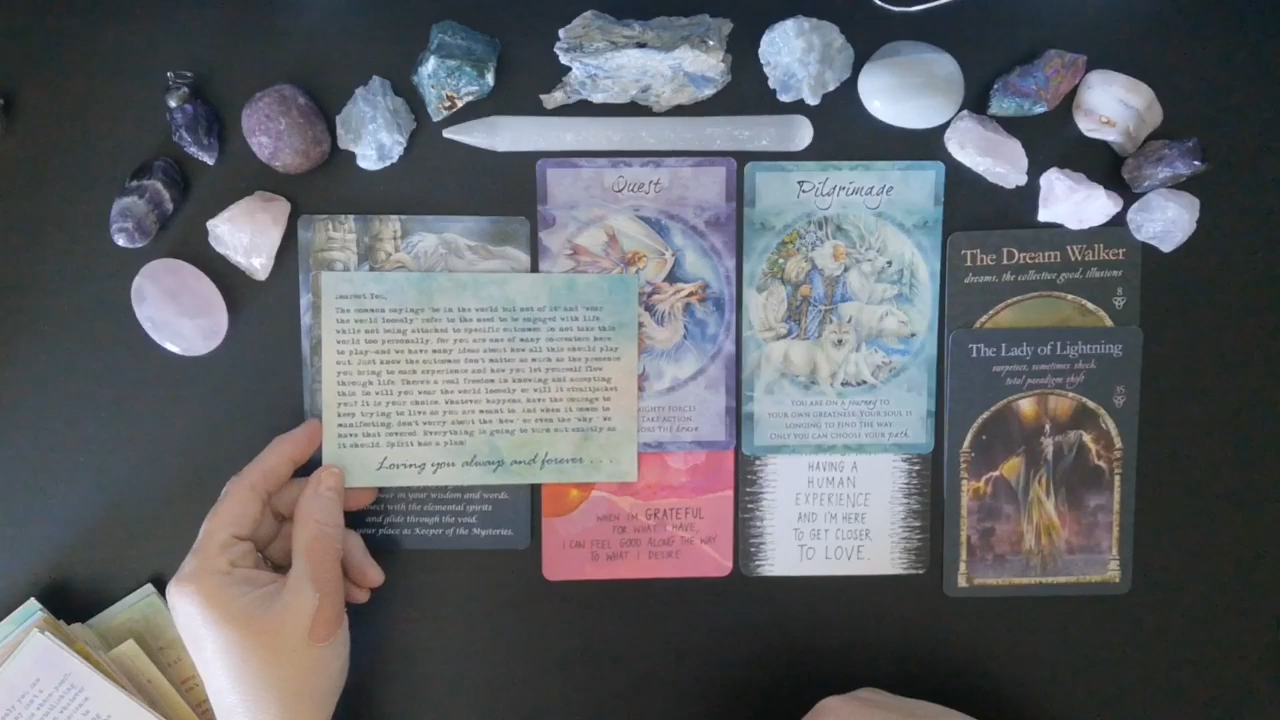 Quest
Pilgrimage
The Dream Walker
dreams, the collective good, illusions
8
Dearest You,
The common sayings "be in the world but not of it" and "wear
the world loosely" refer to the need to be engaged with life
while not being attached to specific outcomes. Do not take this
world too personally, for you are one of many co-creators here
to play—and we have many ideas about how all this should play
out. Just know the outcomes don't matter as much as the presence
you bring to each experience and how you let yourself flow
through life. There's a real freedom in knowing and accepting
this. So will you wear the world loosely or will it straitjacket
you? It is your choice. Whatever happens, have the courage to
keep trying to live as you are meant to. And when it comes to
manifesting, don't worry about the "how" or even the "why." We
have that covered. Everything is going to turn out exactly as
it should. Spirit has a plan!
Loving you always and forever . . .
IGHTY FORCES
TAKE ACTION.
ORS THE brave
YOU ARE ON A journey TO
YOUR OWN GREATNESS. YOUR SOUL IS
LONGING TO FIND THE WAY.
ONLY YOU CAN CHOOSE YOUR path.
The Lady of Lightning
surprises, sometimes shock,
total paradigm shift
35
wer in your wisdom and words.
nnect with the elemental spirits
and glide through the void.
your place as Keeper of the Mysteries.
WHEN I'M GRATEFUL
FOR WHAT I HAVE,
I CAN FEEL GOOD ALONG THE WAY
TO WHAT I DESIRE
HAVING A
HUMAN
EXPERIENCE
AND I'M HERE
TO GET CLOSER
TO LOVE.